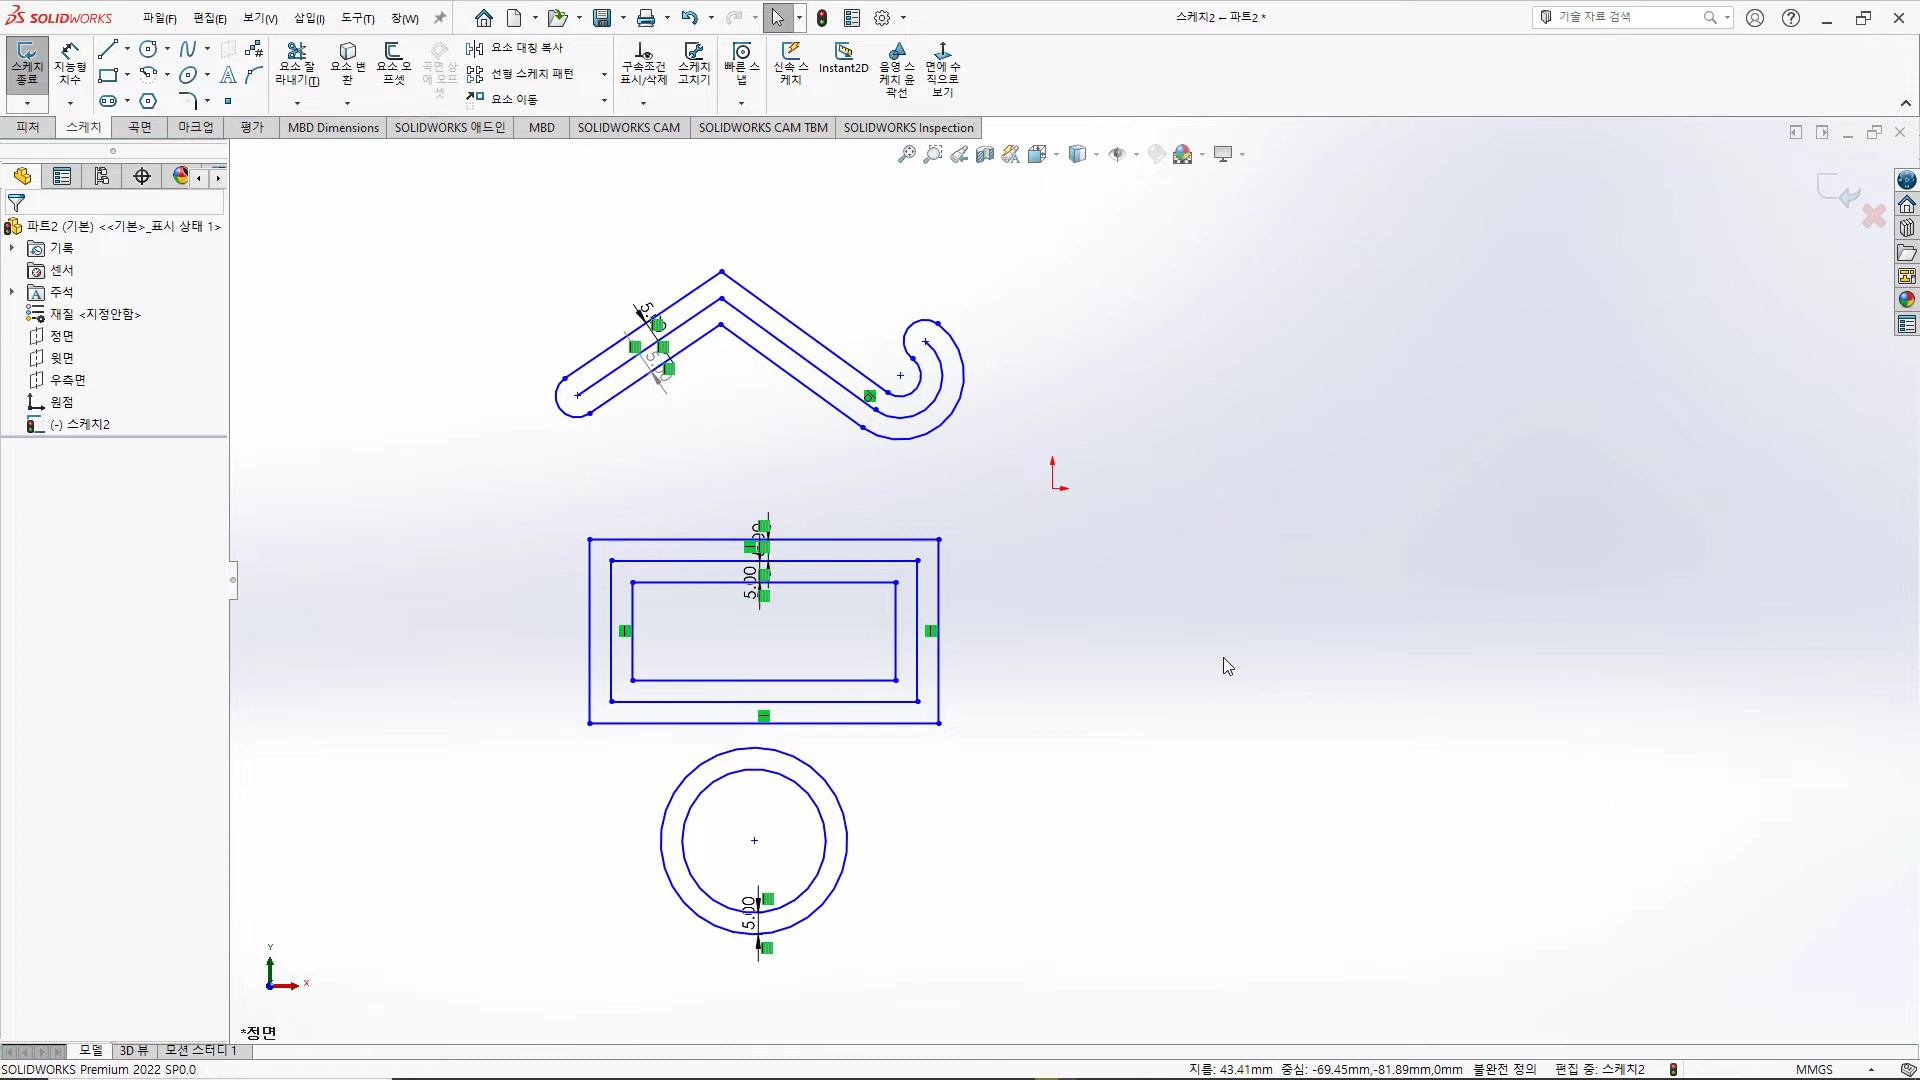 SOLIDWORKS
파일(F) 편집(E) 보기(V) 삽입(I) 도구(T) 창(W)
스케치2 ← 파트2 *
기술 자료 검색
스케치 종료
지능형 치수
요소 잘라내기(T)
요소 변환
요소 오프셋
곡면 상에 오프셋
요소 대칭 복사
선형 스케치 패턴
요소 이동
구속조건 표시/삭제
스케치 고치기
빠른 스냅
신속 스케치
Instant2D
음영 스케치 윤곽선
면에 수직으로 보기
피처 스케치 곡면 마크업 평가 MBD Dimensions SOLIDWORKS 애드인 MBD SOLIDWORKS CAM SOLIDWORKS CAM TBM SOLIDWORKS Inspection
파트2 (기본) <<기본>_표시 상태 1>
기록
센서
주석
재질 <지정안함>
정면
윗면
우측면
원점
(-) 스케치2
5.00
5.00
Y
X
*정면
모델 3D 뷰 모션 스터디 1
SOLIDWORKS Premium 2022 SP0.0
지름: 43.41mm 중심: -69.45mm,-81.89mm,0mm 불완전 정의 편집 중: 스케치2 MMGS